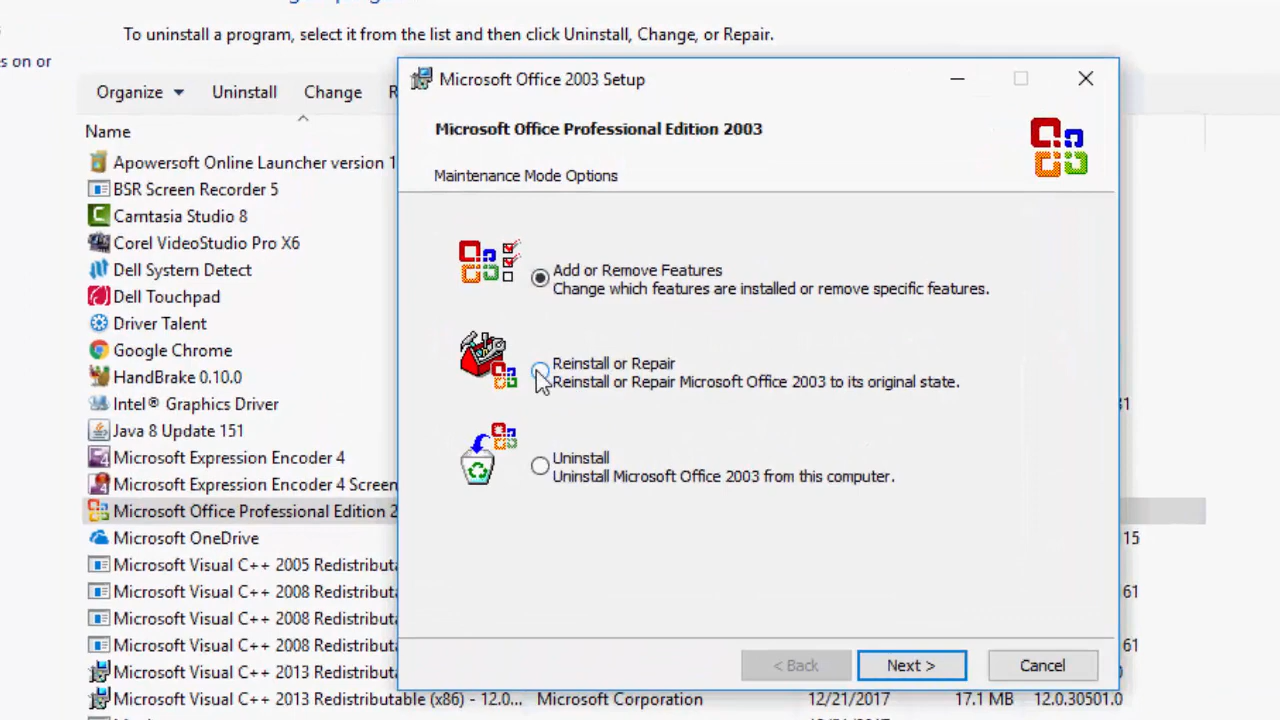 To uninstall a program, select it from the list and then click Uninstall, Change, or Repair.
es on or
Organize Uninstall Change R
Name
Apowersoft Online Launcher version 1
BSR Screen Recorder 5
Camtasia Studio 8
Corel VideoStudio Pro X6
Dell System Detect
Dell Touchpad
Driver Talent
Google Chrome
HandBrake 0.10.0
Intel® Graphics Driver
31
Java 8 Update 151
Microsoft Expression Encoder 4
Microsoft Expression Encoder 4 Screen
Microsoft Office Professional Edition 2
Microsoft OneDrive
15
Microsoft Visual C++ 2005 Redistributa
Microsoft Visual C++ 2008 Redistributa
61
Microsoft Visual C++ 2008 Redistributa
Microsoft Visual C++ 2008 Redistributa
61
Microsoft Visual C++ 2013 Redistributa
Microsoft Visual C++ 2013 Redistributable (x86) - 12.0... Microsoft Corporation 12/21/2017 17.1 MB 12.0.30501.0
Microsoft Office 2003 Setup
Microsoft Office Professional Edition 2003
Maintenance Mode Options
Add or Remove Features
Change which features are installed or remove specific features.
Reinstall or Repair
Reinstall or Repair Microsoft Office 2003 to its original state.
Uninstall
Uninstall Microsoft Office 2003 from this computer.
< Back Next > Cancel